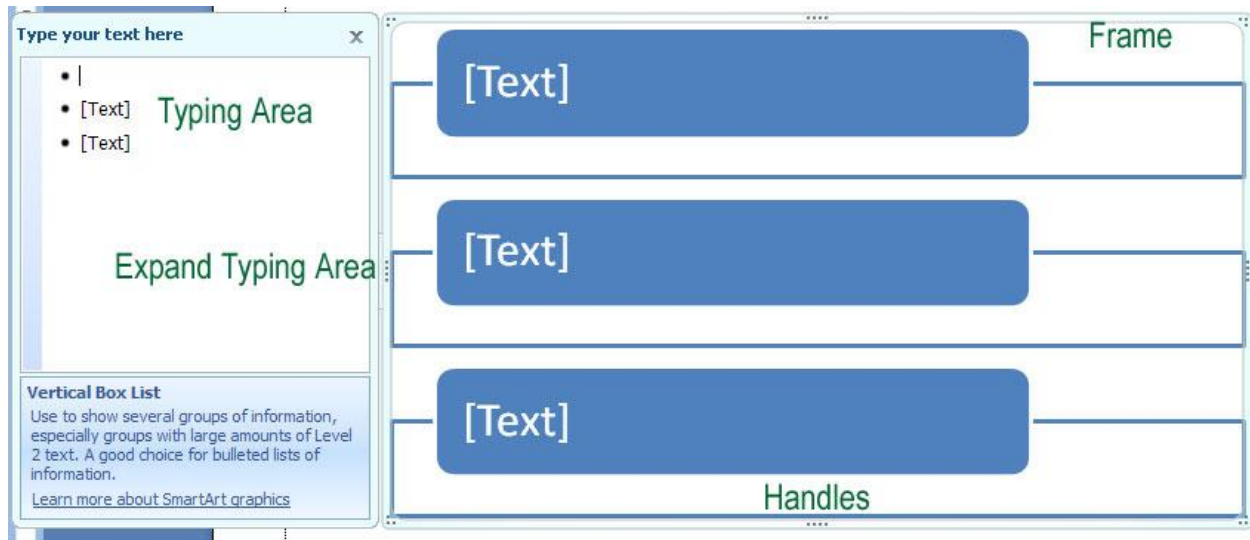 Type your text here x
[Text]
[Text]
Typing Area
Expand Typing Area
Vertical Box List
Use to show several groups of information,
especially groups with large amounts of Level
2 text. A good choice for bulleted lists of
information.
Learn more about SmartArt graphics
Frame
[Text]
[Text]
[Text]
Handles